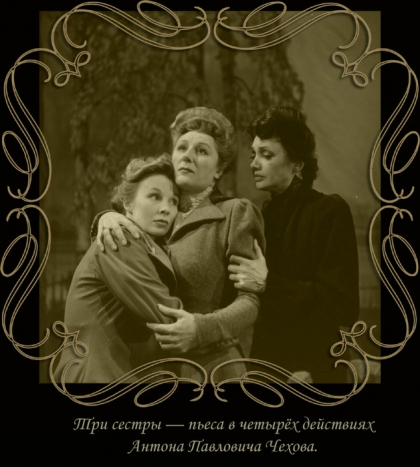 Три сестры — пьеса в четырёх действиях
Антона Павловича Чехова.